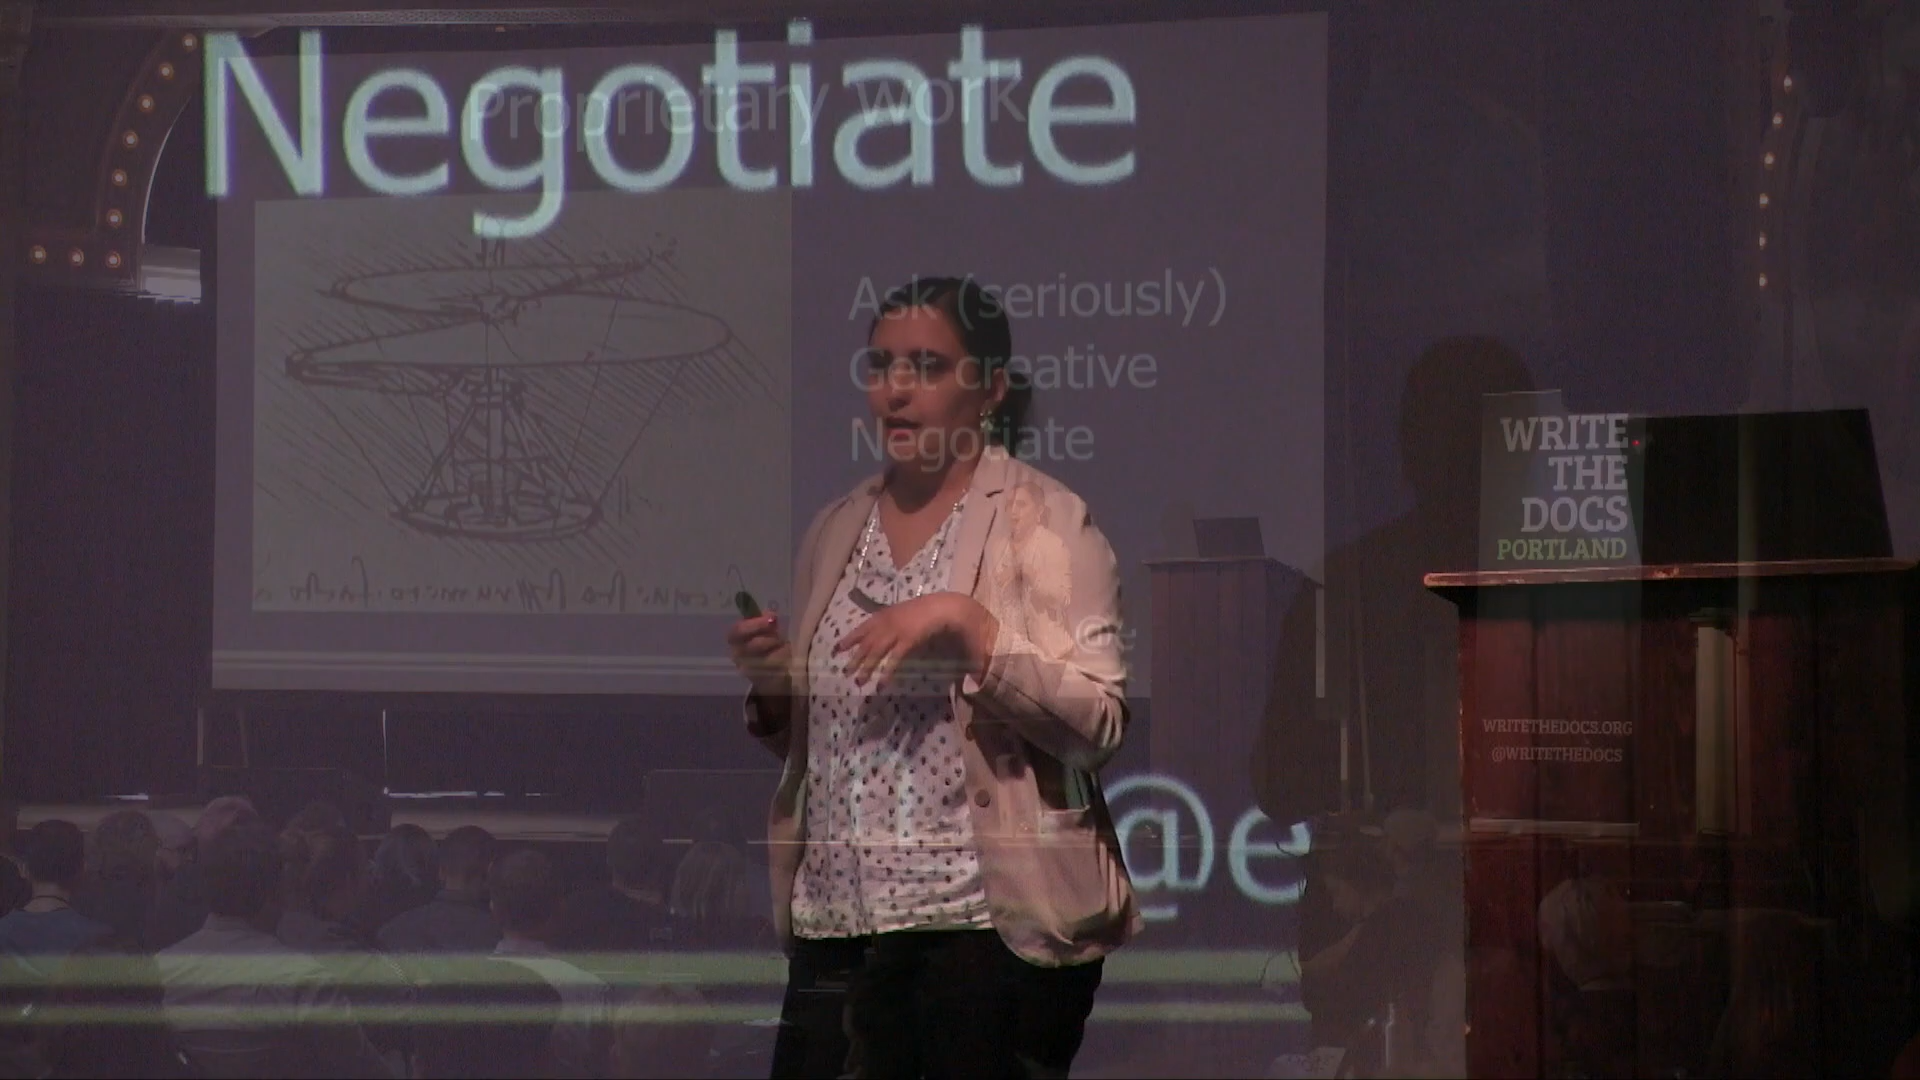 Negotiate
Proprietary work
Ask (seriously)
Get creative
Negotiate
@e
@e
WRITE
THE
DOCS
PORTLAND
WRITETHEDOCS.ORG
@WRITETHEDOCS